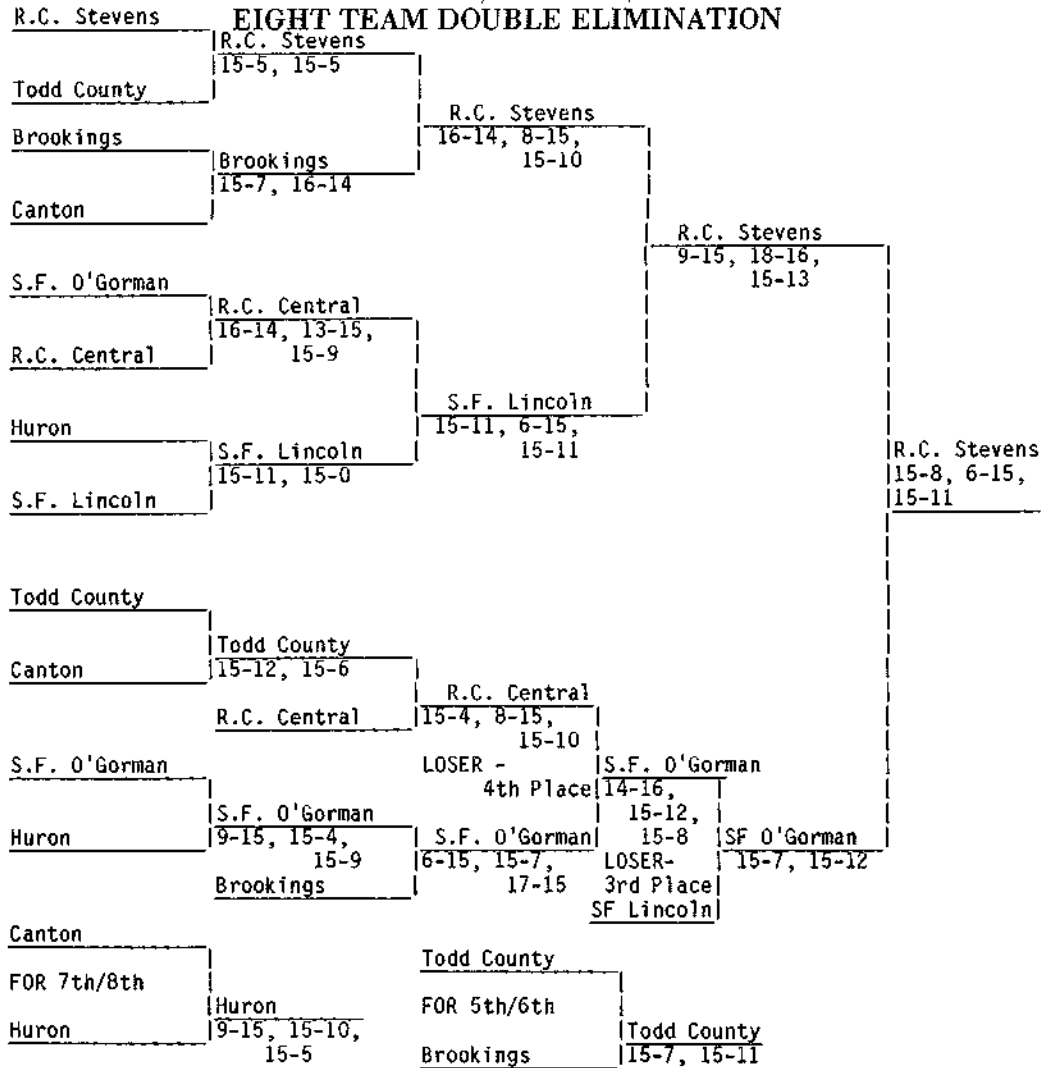 EIGHT TEAM DOUBLE ELIMINATION
R.C. Stevens
R.C. Stevens
15-5, 15-5
Todd County
R.C. Stevens
16-14, 8-15,
15-10
Brookings
Brookings
15-7, 16-14
Canton
R.C. Stevens
9-15, 18-16,
15-13
S.F. O'Gorman
R.C. Central
16-14, 13-15,
15-9
R.C. Central
S.F. Lincoln
15-11, 6-15,
15-11
Huron
S.F. Lincoln
15-11, 15-0
S.F. Lincoln
R.C. Stevens
15-8, 6-15,
15-11
Todd County
Todd County
15-12, 15-6
Canton
R.C. Central
R.C. Central
15-4, 8-15,
15-10
LOSER -
4th Place
S.F. O'Gorman
S.F. O'Gorman
9-15, 15-4,
15-9
Huron
Brookings
S.F. O'Gorman
6-15, 15-7,
17-15
S.F. O'Gorman
14-16,
15-12,
15-8
LOSER-
3rd Place
SF Lincoln
SF O'Gorman
15-7, 15-12
Canton
FOR 7th/8th
Huron
Huron
9-15, 15-10,
15-5
Todd County
FOR 5th/6th
Brookings
Todd County
15-7, 15-11